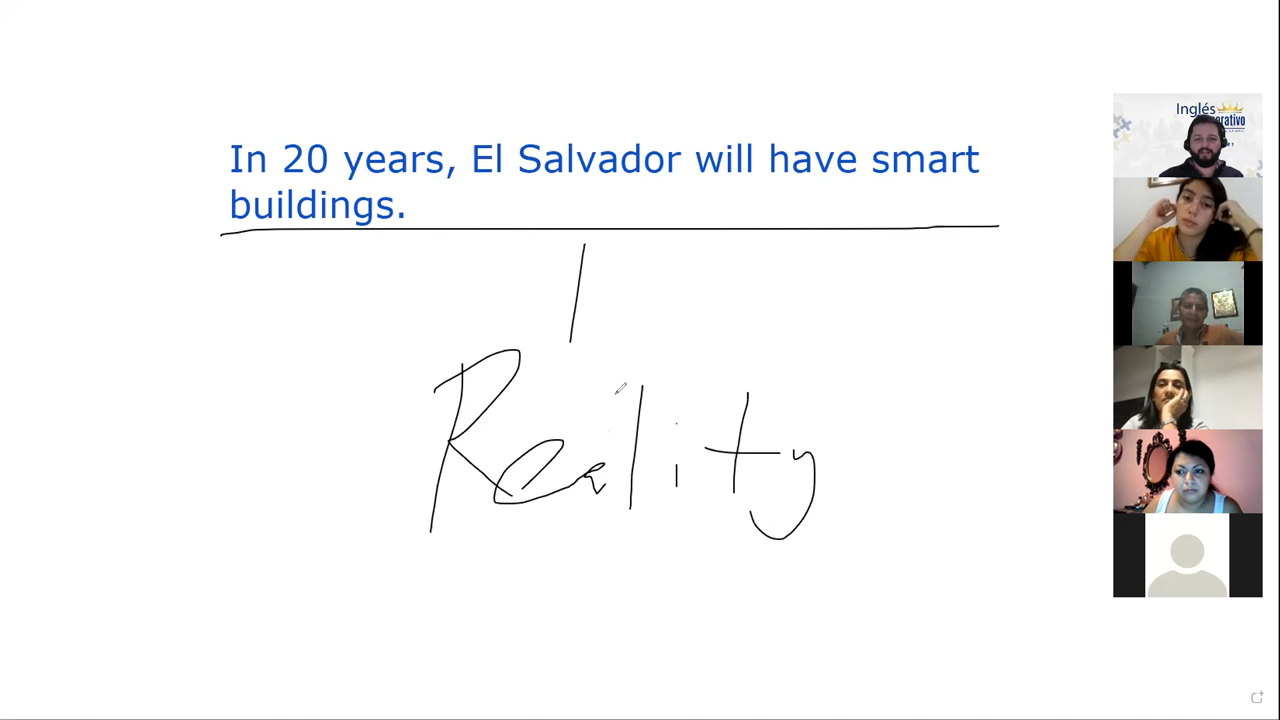 In 20 years, El Salvador will have smart
buildings.
Reality
Inglés